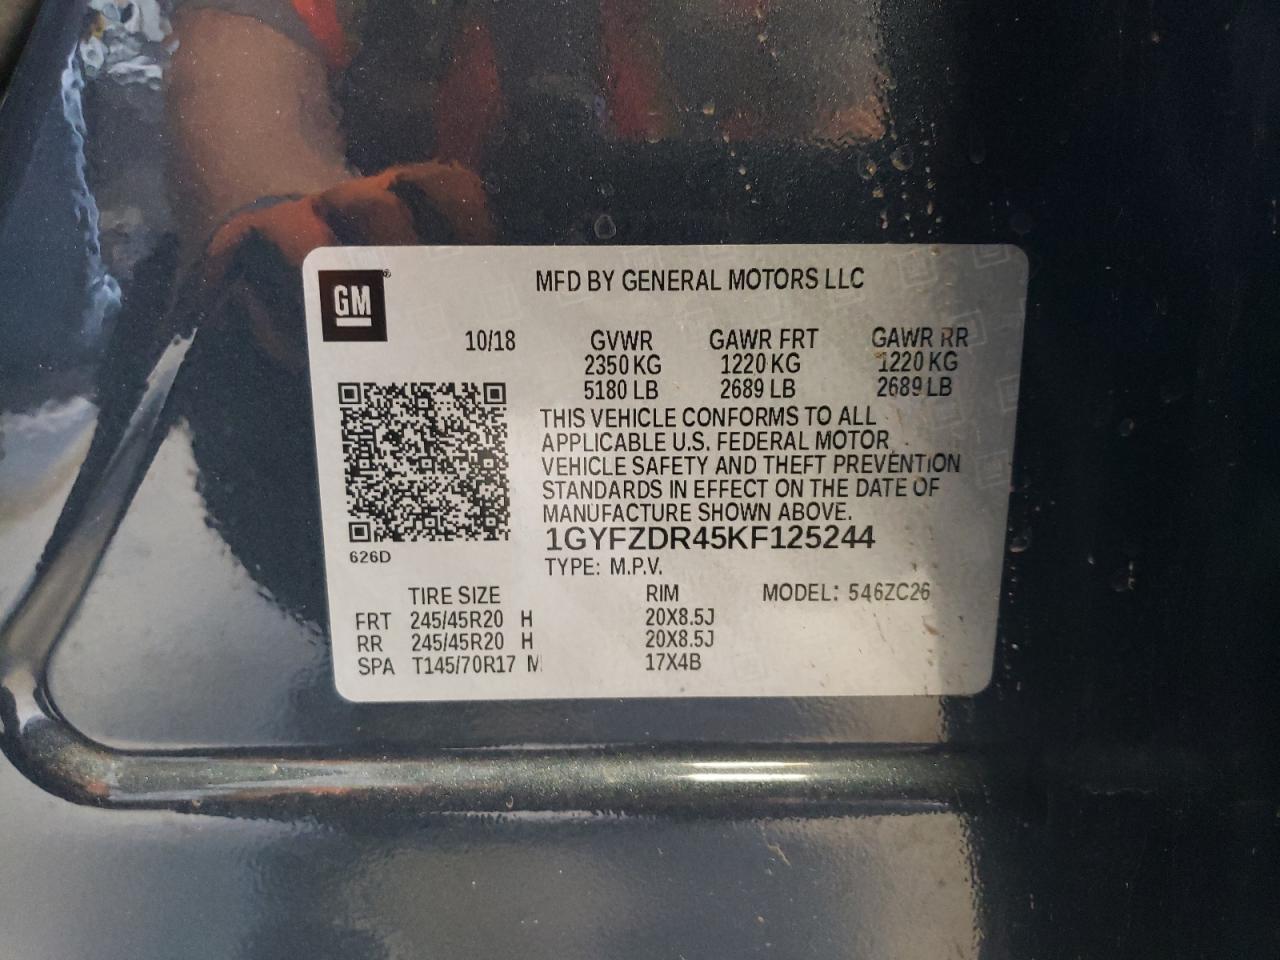 GM®
MFD BY GENERAL MOTORS LLC
10/18 GVWR GAWR FRT GAWR RR
2350 KG 1220 KG 1220 KG
5180 LB 2689 LB 2689 LB
THIS VEHICLE CONFORMS TO ALL
APPLICABLE U.S. FEDERAL MOTOR
VEHICLE SAFETY AND THEFT PREVENTION
STANDARDS IN EFFECT ON THE DATE OF
MANUFACTURE SHOWN ABOVE.
1GYFZDR45KF125244
626D
TYPE: M.P.V.
TIRE SIZE RIM MODEL: 546ZC26
FRT 245/45R20 H 20X8.5J
RR 245/45R20 H 20X8.5J
SPA T145/70R17 M 17X4B